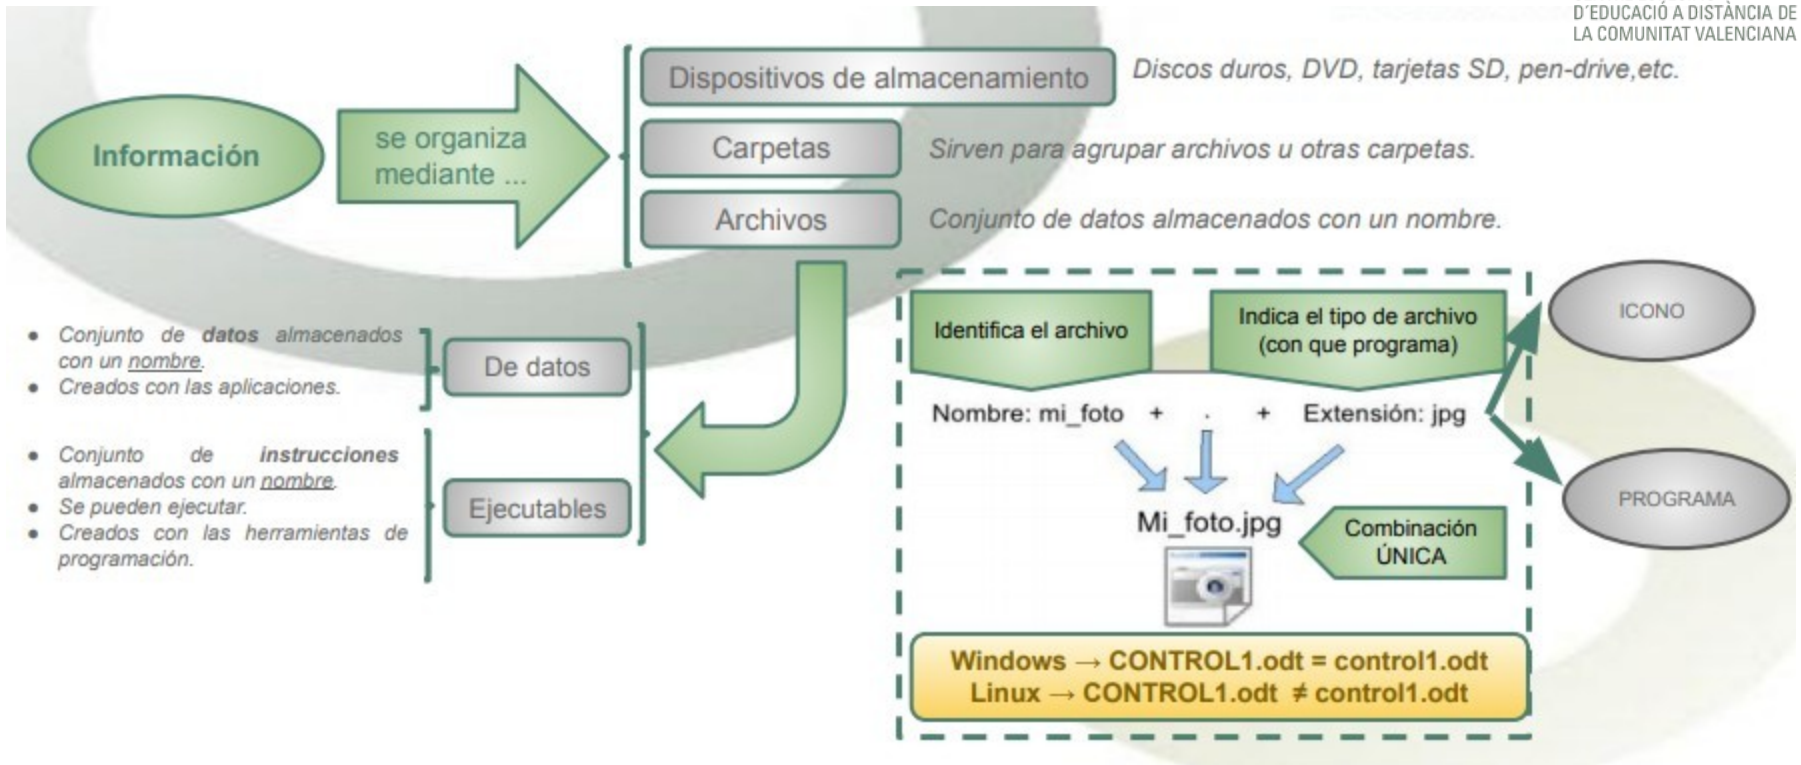 D´EDUCACIÓ A DISTÀNCIA DE
LA COMUNITAT VALENCIANA
Información
se organiza
mediante ...
Dispositivos de almacenamiento
Discos duros, DVD, tarjetas SD, pen-drive,etc.
Carpetas
Sirven para agrupar archivos u otras carpetas.
Archivos
Conjunto de datos almacenados con un nombre.
● Conjunto de datos almacenados
con un nombre.
● Creados con las aplicaciones.
De datos
● Conjunto de instrucciones
almacenados con un nombre.
● Se pueden ejecutar.
● Creados con las herramientas de
programación.
Ejecutables
Identifica el archivo
Indica el tipo de archivo
(con que programa)
ICONO
Nombre: mi_foto + . + Extensión: jpg
PROGRAMA
Mi_foto.jpg
Combinación
ÚNICA
Windows → CONTROL1.odt = control1.odt
Linux → CONTROL1.odt ≠ control1.odt